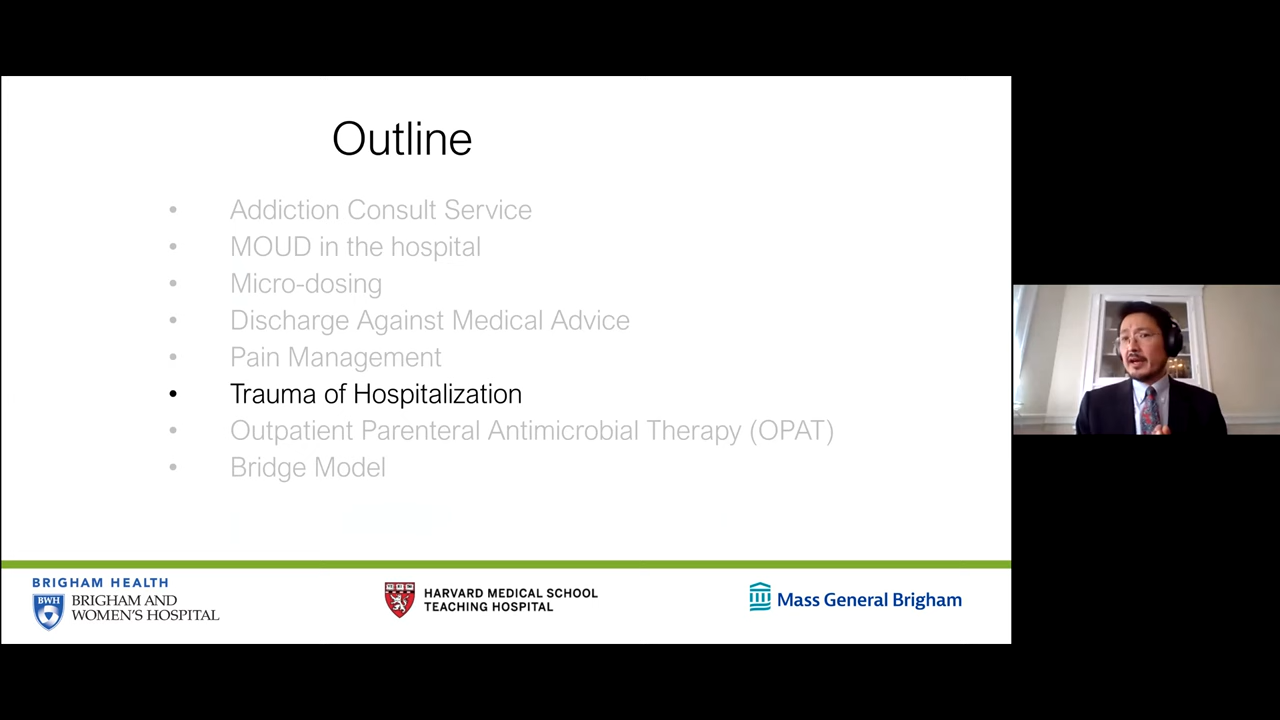 Outline
• Addiction Consult Service
• MOUD in the hospital
• Micro-dosing
• Discharge Against Medical Advice
• Pain Management
• Trauma of Hospitalization
• Outpatient Parenteral Antimicrobial Therapy (OPAT)
• Bridge Model
BRIGHAM HEALTH
BWH
BRIGHAM AND
WOMEN'S HOSPITAL
HARVARD MEDICAL SCHOOL
TEACHING HOSPITAL
Mass General Brigham